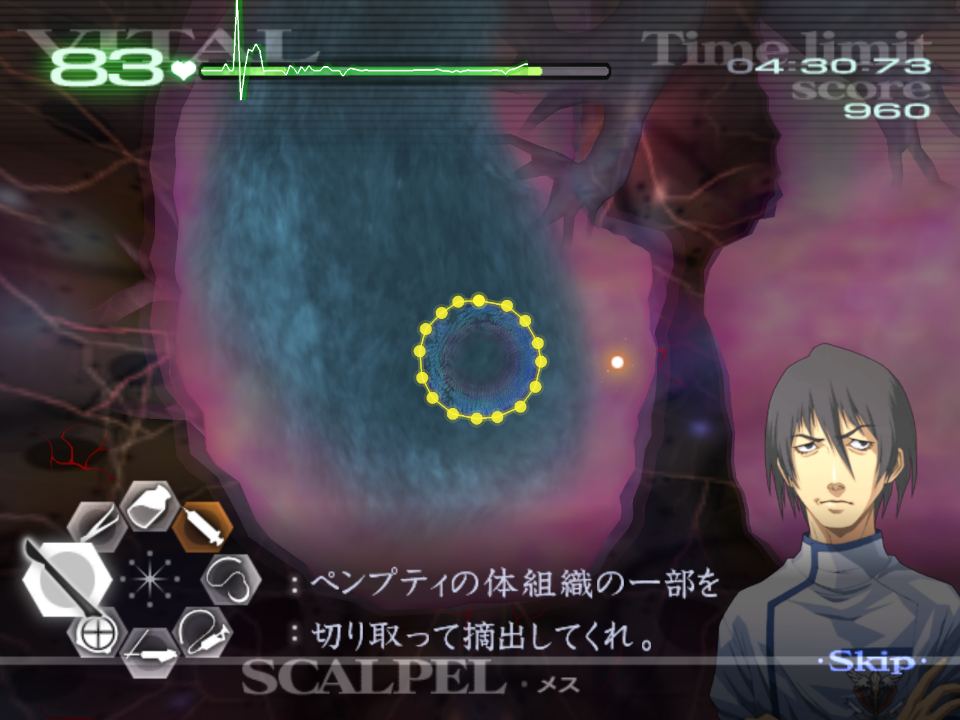 VITAL
83
Time limit
04:30:73
score
960
:ペンプティの体組織の一部を
:切り取って摘出してくれ。
·Skip·
SCALPEL・メス